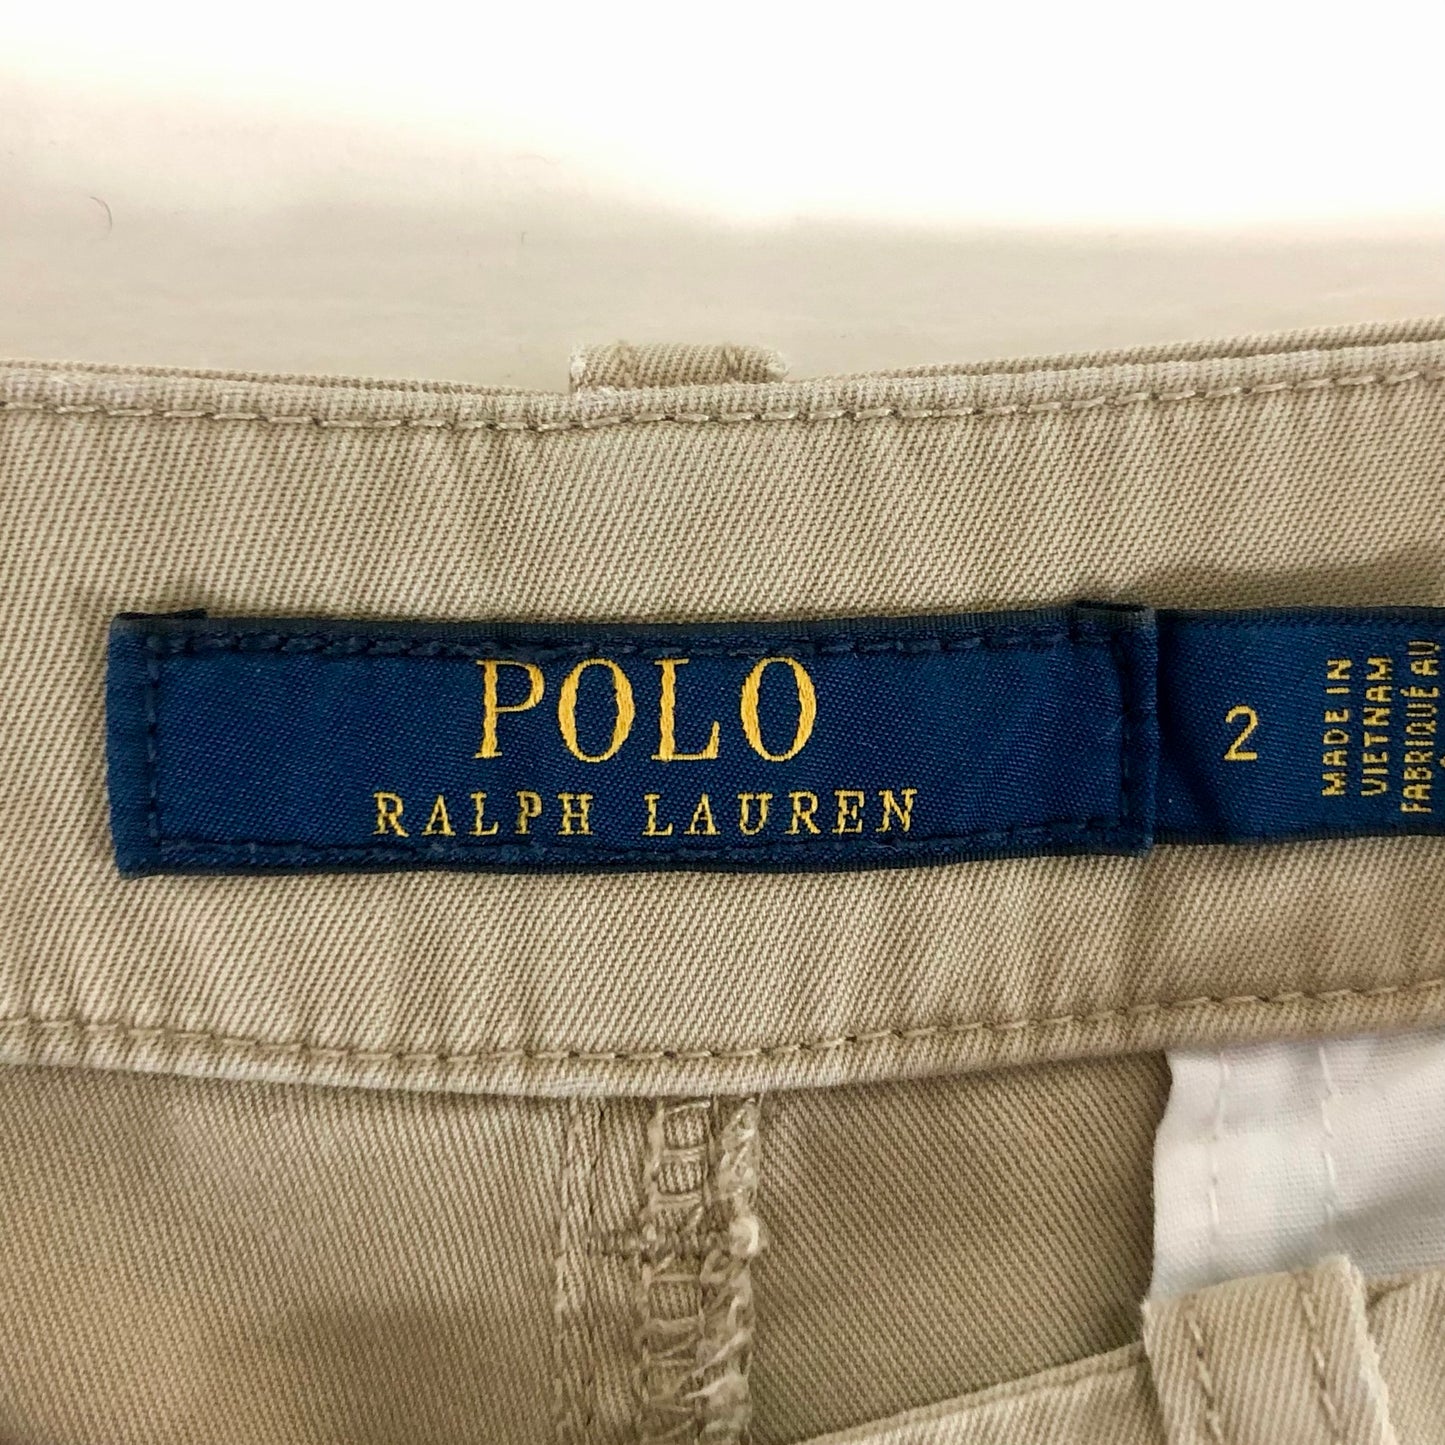 POLO
RALPH LAUREN
2
MADE IN
VIETNAM
FABRIQUÉ AU